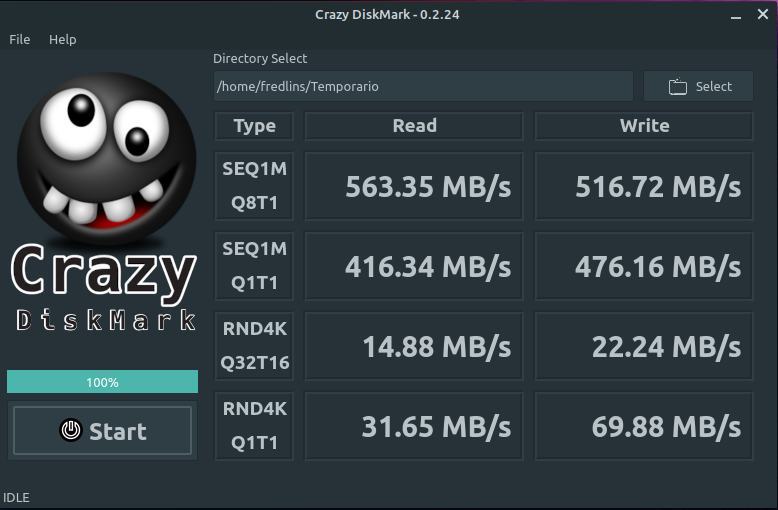 Crazy DiskMark - 0.2.24
File Help
Directory Select
/home/fredlins/Temporario
Select
Type Read Write
SEQ1M
Q8T1
563.35 MB/s
516.72 MB/s
SEQ1M
Q1T1
416.34 MB/s
476.16 MB/s
Crazy
DiskMark
RND4K
Q32T16
14.88 MB/s
22.24 MB/s
100%
RND4K
Q1T1
31.65 MB/s
69.88 MB/s
Start
IDLE